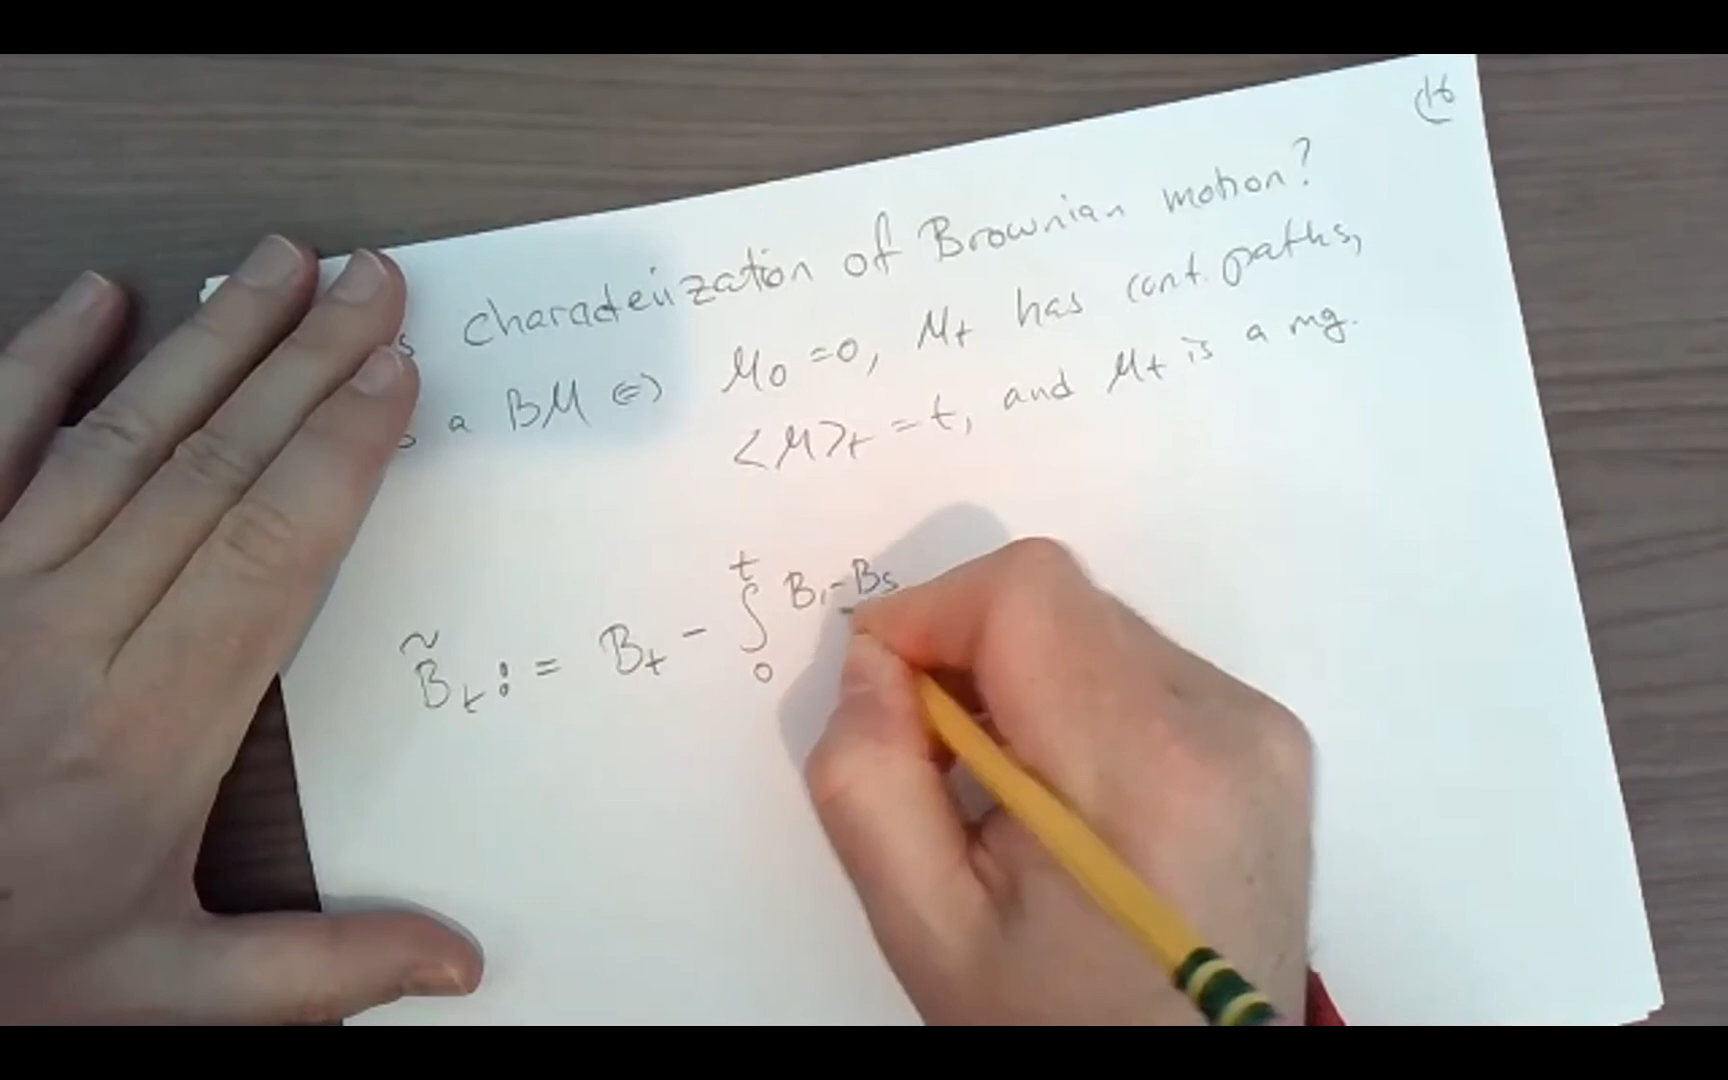 16
s characterization of Brownian motion?
a BM ⇔ M₀ = 0, Mₜ has cont. paths,
<M>ₜ = t, and Mₜ is a mg.
B̃ₜ := Bₜ - ∫₀ᵗ B₁-Bₛ